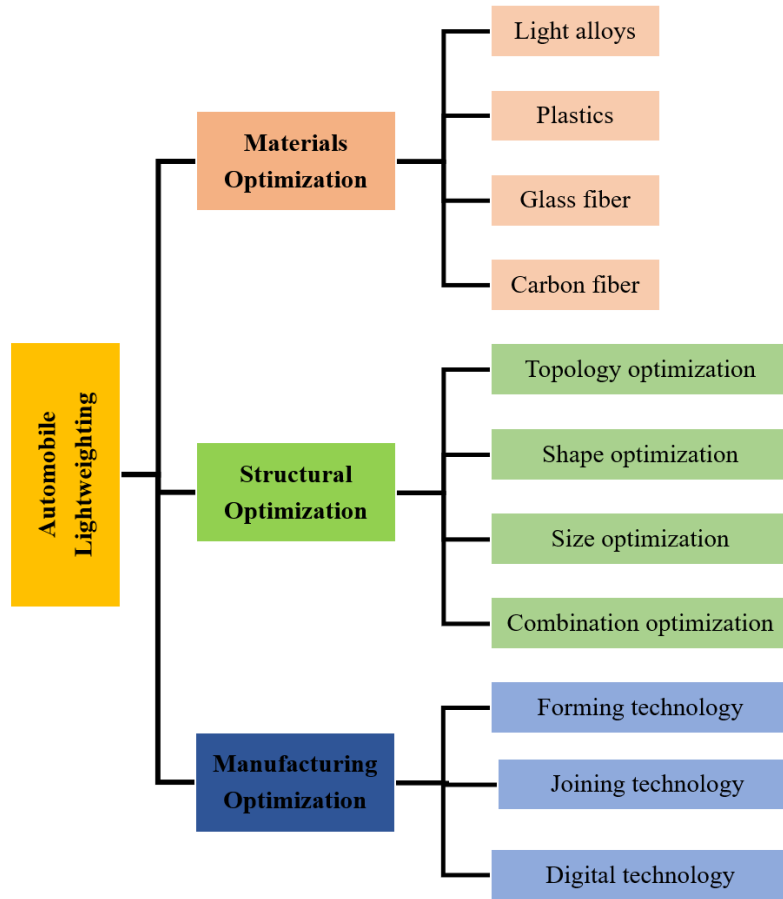 Automobile
Lightweighting
Materials
Optimization
Light alloys
Plastics
Glass fiber
Carbon fiber
Structural
Optimization
Topology optimization
Shape optimization
Size optimization
Combination optimization
Manufacturing
Optimization
Forming technology
Joining technology
Digital technology